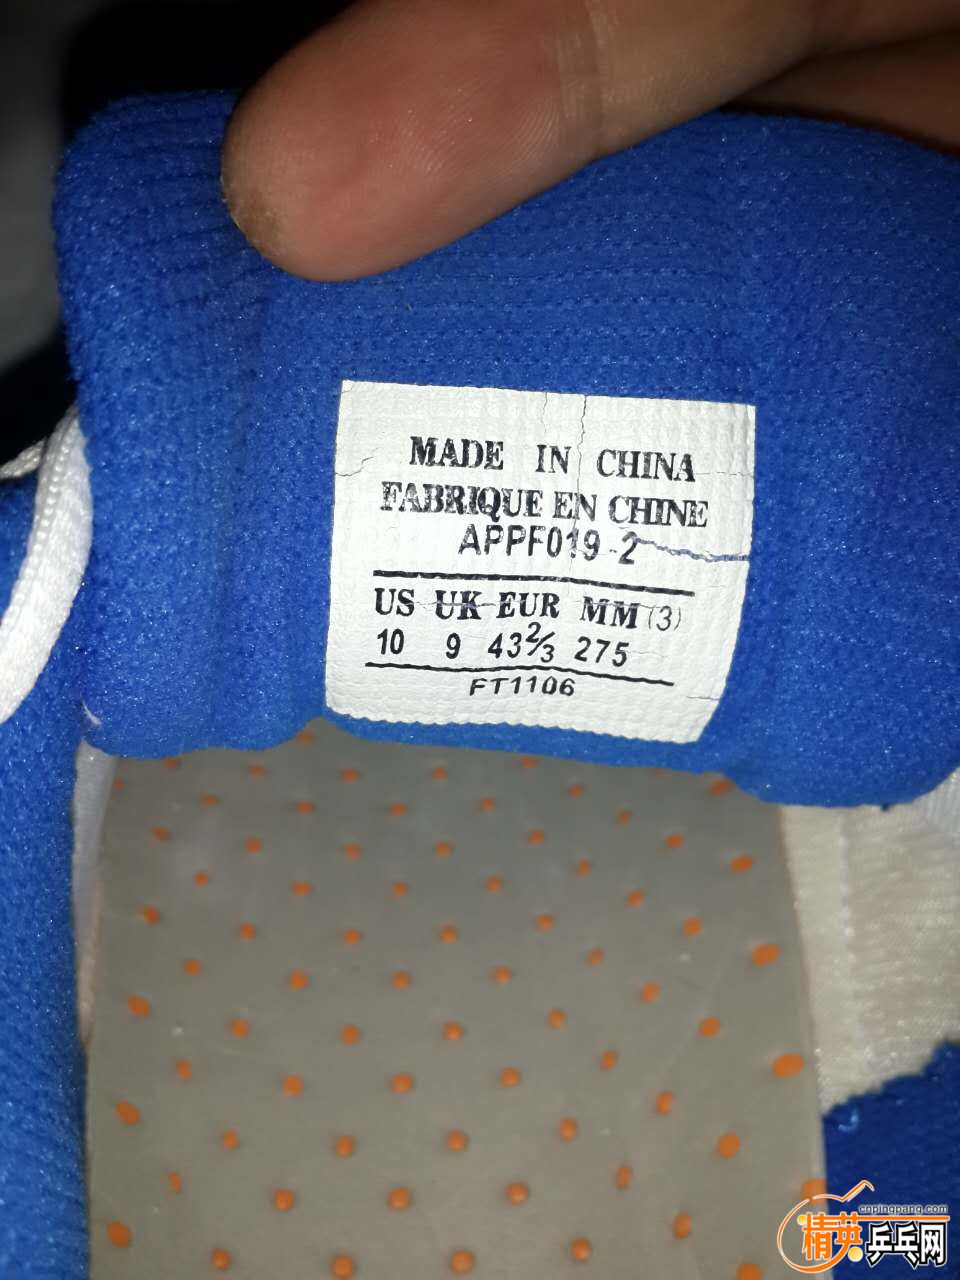 MADE IN CHINA
FABRIQUE EN CHINE
APPF019-2
US UK EUR MM (3)
10 9 43⅔ 275
FT1106
cnpingpang.com
精英乒乓网